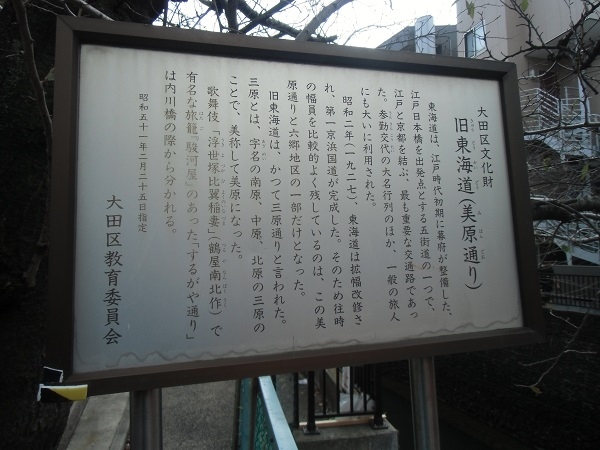 大田区文化財
旧東海道(美原通り)
東海道は、江戸時代初期に幕府が整備した、
江戸日本橋を出発点とする五街道の一つで、
江戸と京都を結ぶ、最も重要な交通路であっ
た。参勤交代の大名行列のほか、一般の旅人
にも大いに利用された。
昭和二年(一九二七)、東海道は拡幅改修さ
れ、第一京浜国道が完成した。そのため往時
の幅員を比較的よく残しているのは、この美
原通りと六郷地区の一部だけとなった。
旧東海道は、かつて三原通りと言われた。
三原とは、字名の南原、中原、北原の三原の
ことで、美称して美原になった。
歌舞伎「浮世塚比翼稲妻」(鶴屋南北作)で
有名な旅籠「駿河屋」のあった「するがや通り」
は内川橋の際から分かれる。
昭和五十一年二月二十五日指定
大田区教育委員会